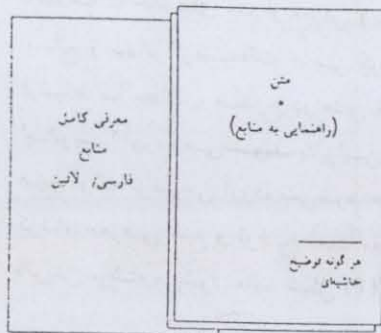 متن
*
(راهنمایی به منابع)
هر گونه توضیح
حاشیه‌ای
معرفی کامل
منابع
فارسی; لاتین